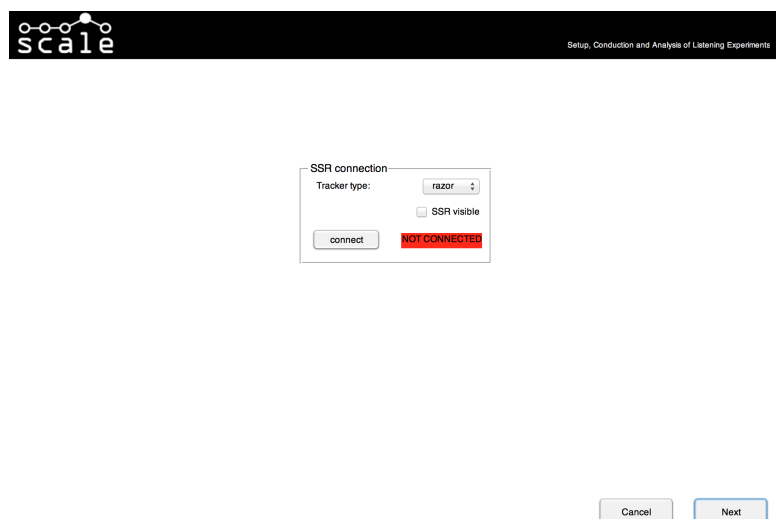 scale
Setup, Conduction and Analysis of Listening Experiments
SSR connection
Tracker type:
razor
SSR visible
connect
NOT CONNECTED
Cancel
Next